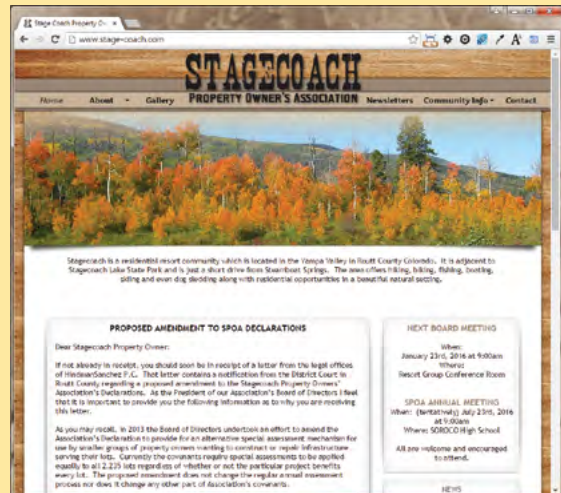 Stage Coach Property Ow
www.stage-coach.com
STAGECOACH
PROPERTY OWNER'S ASSOCIATION
Home About Gallery Newsletters Community Info Contact
Stagecoach is a residential resort community which is located in the Yampa Valley in Routt County Colorado. It is adjacent to
Stagecoach Lake State Park and is just a short drive from Steamboat Springs. The area offers hiking, biking, fishing, boating,
skiing and even dog sledding along with residential opportunities in a beautiful natural setting.
PROPOSED AMENDMENT TO SPOA DECLARATIONS
Dear Stagecoach Property Owner:
If not already in receipt, you should soon be in receipt of a letter from the legal offices
of HindmanSanchez P.C. That letter contains a notification from the District Court in
Routt County regarding a proposed amendment to the Stagecoach Property Owners'
Association's Declarations. As the President of our Association's Board of Directors I feel
that it is important to provide you the following information as to why you are receiving
this letter.
As you may recall, in 2013 the Board of Directors undertook an effort to amend the
Association's Declaration to provide for an alternative special assessment mechanism for
use by smaller groups of property owners wanting to construct or repair infrastructure
serving their lots. Currently the covenants require special assessments to be applied
equally to all 2,235 lots regardless of whether or not the particular project benefits
every lot. The proposed amendment does not change the regular annual assessment
process nor does it change any other part of Association's covenants.
NEXT BOARD MEETING
When:
January 23rd, 2016 at 9:00am
Where:
Resort Group Conference Room
SPOA ANNUAL MEETING
When: (tentatively) July 23rd, 2016
at 9:00am
Where: SOROCO High School
All are welcome and encouraged
to attend.
NEWS